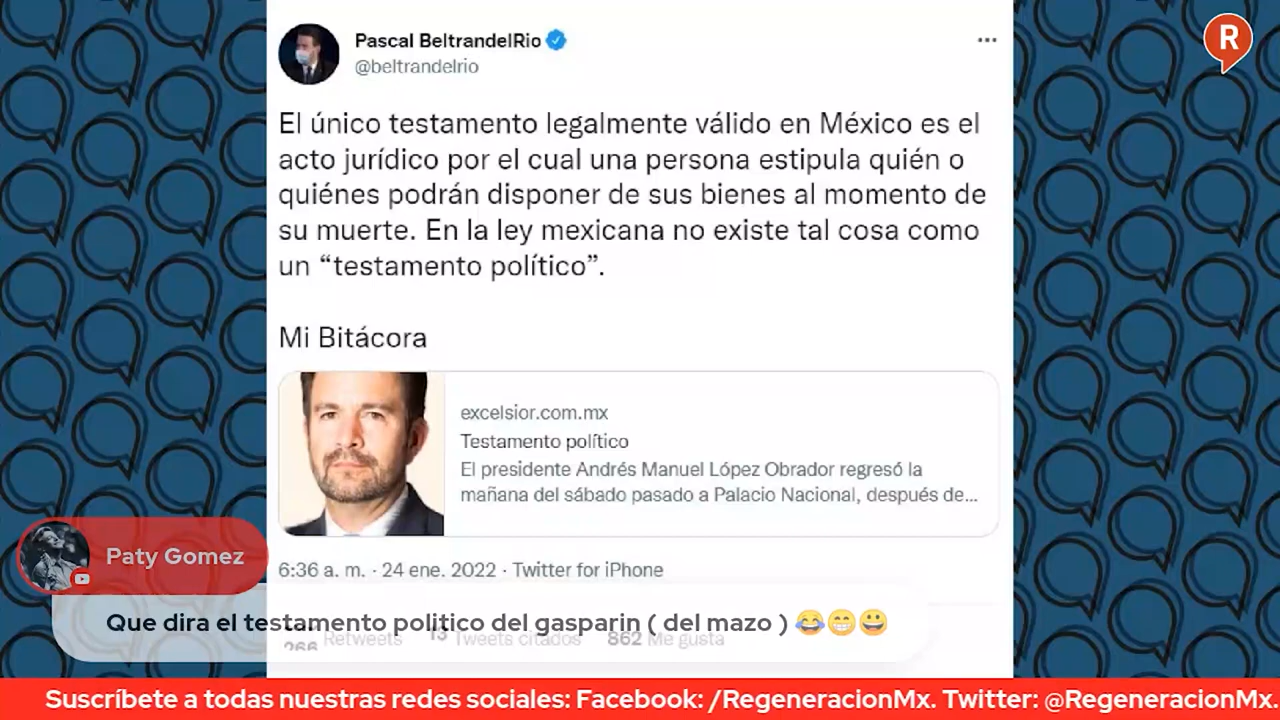 R
Pascal BeltrandelRio
@beltrandelrio
El único testamento legalmente válido en México es el
acto jurídico por el cual una persona estipula quién o
quiénes podrán disponer de sus bienes al momento de
su muerte. En la ley mexicana no existe tal cosa como
un “testamento político”.
Mi Bitácora
excelsior.com.mx
Testamento político
El presidente Andrés Manuel López Obrador regresó la
mañana del sábado pasado a Palacio Nacional, después de...
6:36 a. m. · 24 ene. 2022 · Twitter for iPhone
Paty Gomez
Que dira el testamento politico del gasparin ( del mazo ) 😂😁😀
266 Retweets 13 Tweets citados 862 Me gusta
Suscríbete a todas nuestras redes sociales: Facebook: /RegeneracionMx. Twitter: @RegeneracionMx.